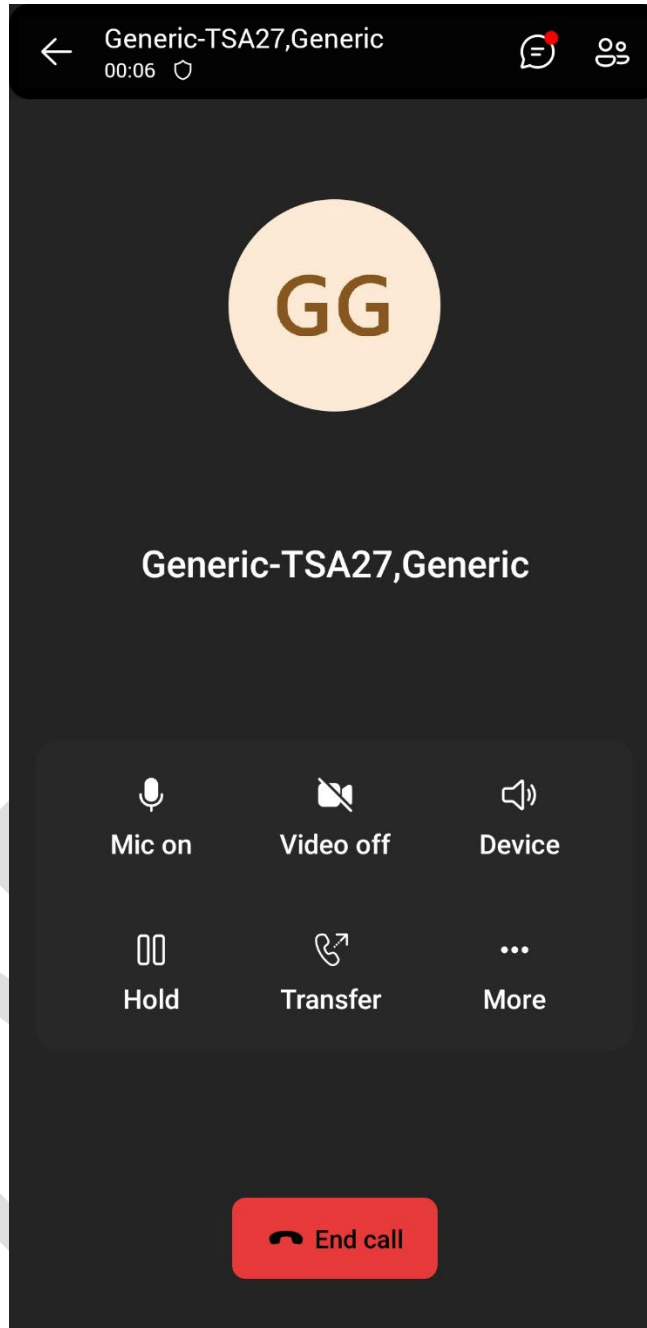 Generic-TSA27,Generic
00:06
GG
Generic-TSA27,Generic
Mic on Video off Device
Hold Transfer More
End call